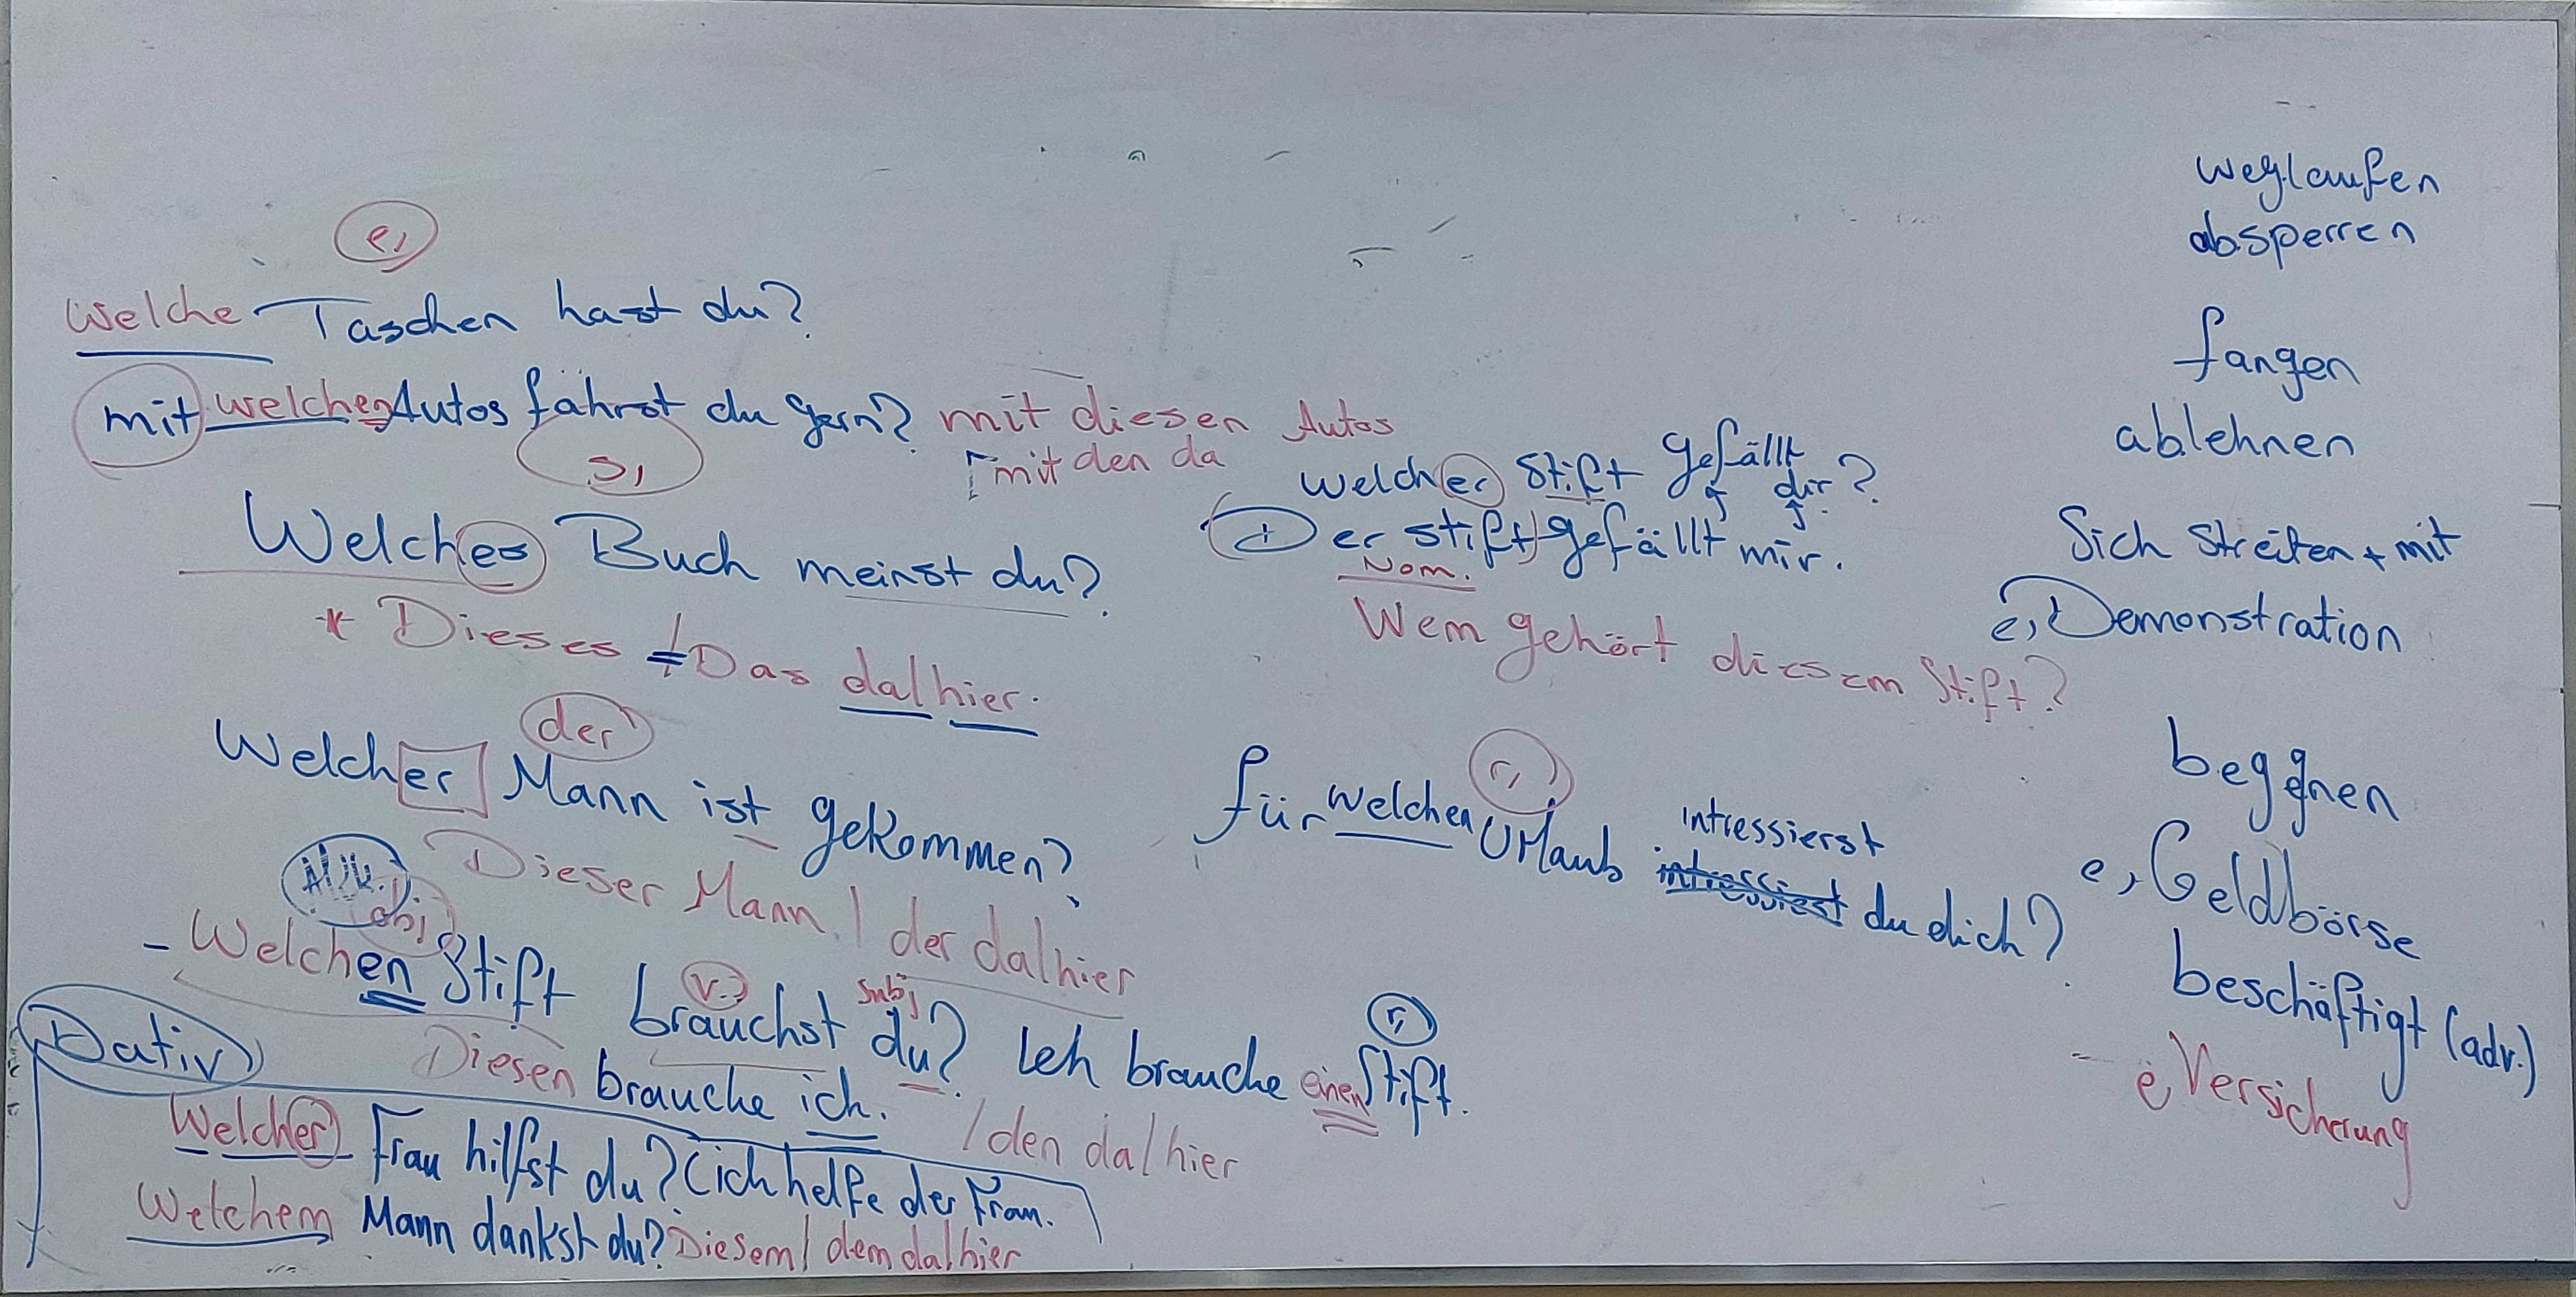 e,
Welche Taschen hast du?
mit welchen Autos fährst du gern? mit diesen Autos
mit den da
s,
Welches Buch meinst du?
* Dieses / Das da/hier.
der
Welcher Mann ist gekommen?
Dieser Mann / der da/hier
Akk.
obj
v.
subj
- Welchen Stift brauchst du? Ich brauche einen Stift.
r,
Diesen brauche ich. / den da/hier
Dativ
Welcher Frau hilfst du? (ich helfe der Frau.
Welchem Mann dankst du? Diesem / dem da/hier
Welcher Stift gefällt dir?
Der stift gefällt mir.
Nom.
Wem gehört diesem Stift?
r,
für welchen Urlaub intressierst du dich?
weglaufen
absperren
fangen
ablehnen
Sich streiten + mit
e, Demonstration
begegnen
e, Geldbörse
beschäftigt (adv.)
- e Versicherung